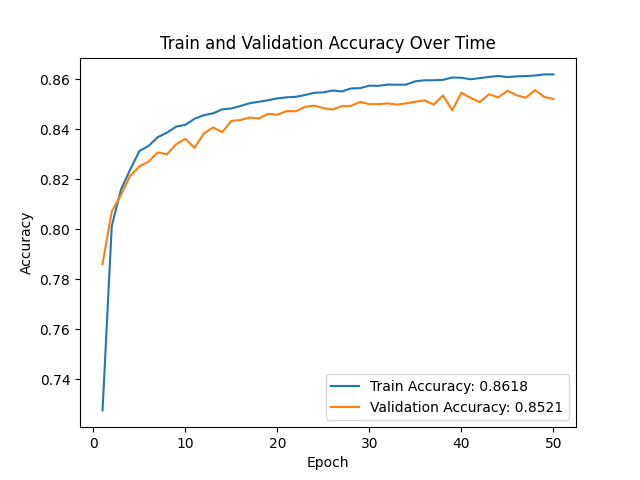 Train and Validation Accuracy Over Time
Accuracy
0.86
0.84
0.82
0.80
0.78
0.76
0.74
Train Accuracy: 0.8618
Validation Accuracy: 0.8521
0 10 20 30 40 50
Epoch